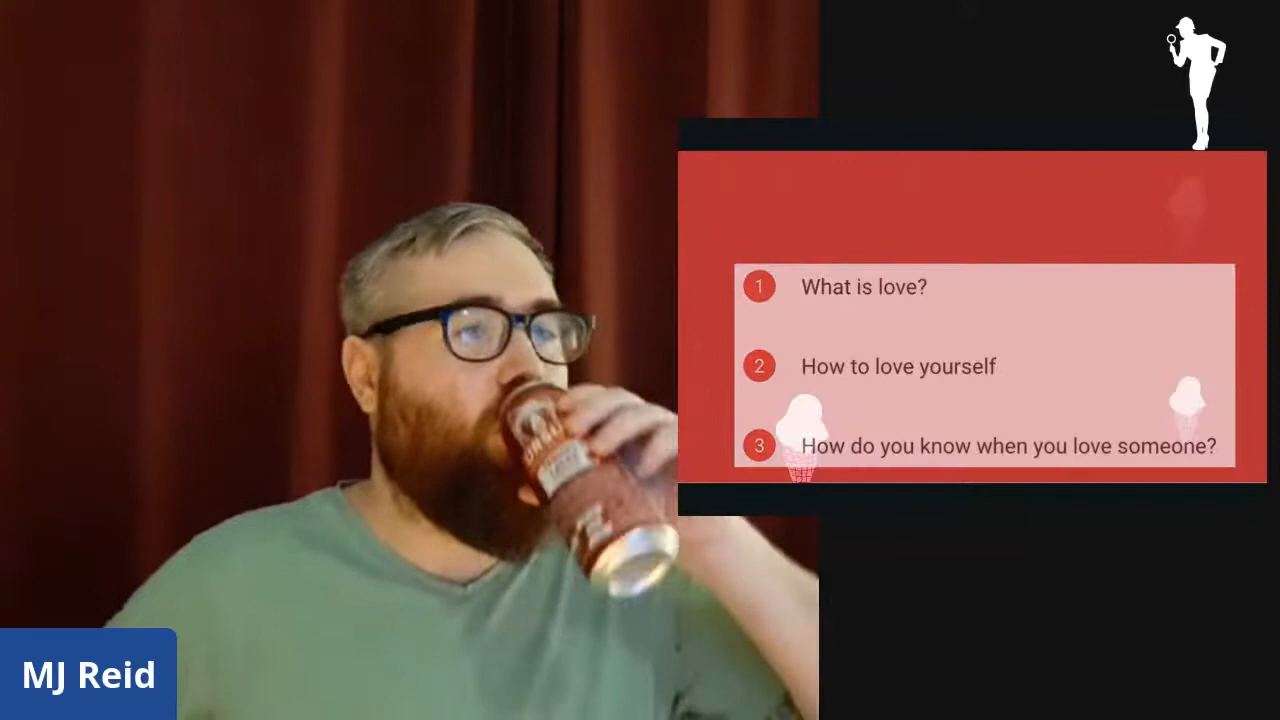 1 What is love?
2 How to love yourself
3 How do you know when you love someone?
MJ Reid